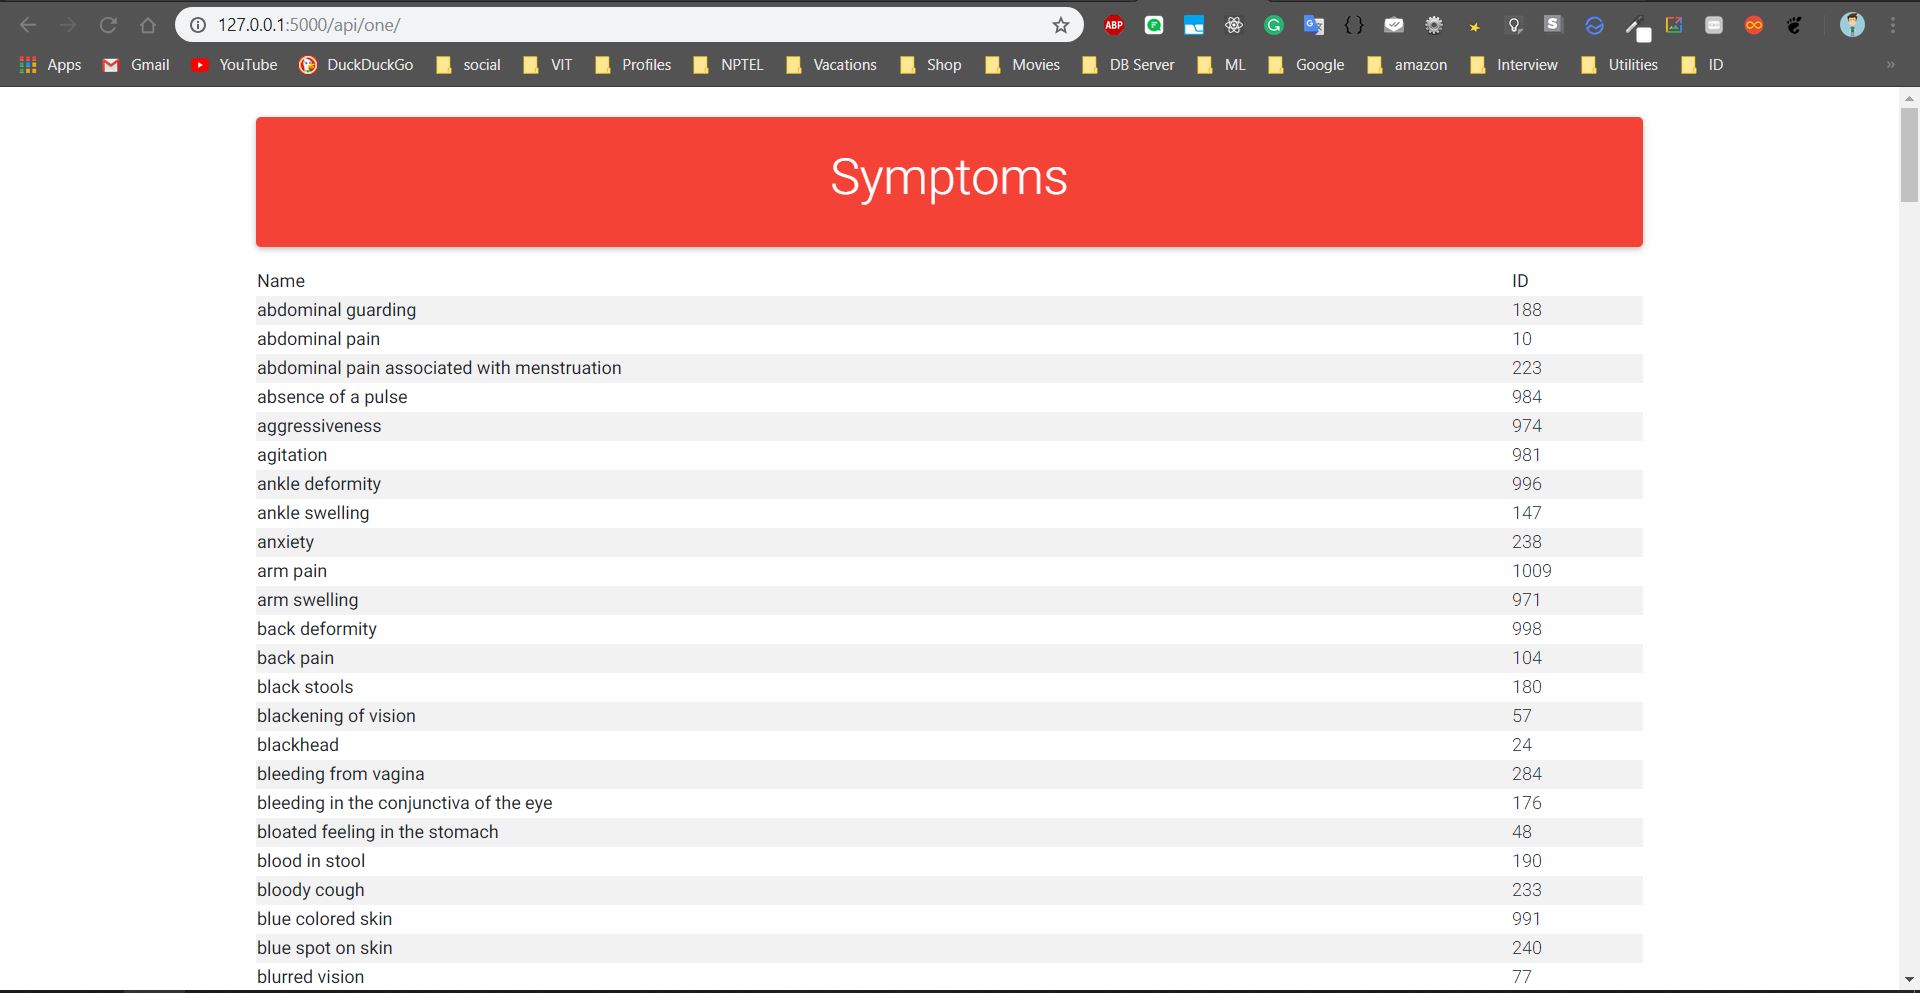 127.0.0.1:5000/api/one/
ABP G S
Apps Gmail YouTube DuckDuckGo social VIT Profiles NPTEL Vacations Shop Movies DB Server ML Google amazon Interview Utilities ID »
Symptoms
Name ID
abdominal guarding 188
abdominal pain 10
abdominal pain associated with menstruation 223
absence of a pulse 984
aggressiveness 974
agitation 981
ankle deformity 996
ankle swelling 147
anxiety 238
arm pain 1009
arm swelling 971
back deformity 998
back pain 104
black stools 180
blackening of vision 57
blackhead 24
bleeding from vagina 284
bleeding in the conjunctiva of the eye 176
bloated feeling in the stomach 48
blood in stool 190
bloody cough 233
blue colored skin 991
blue spot on skin 240
blurred vision 77